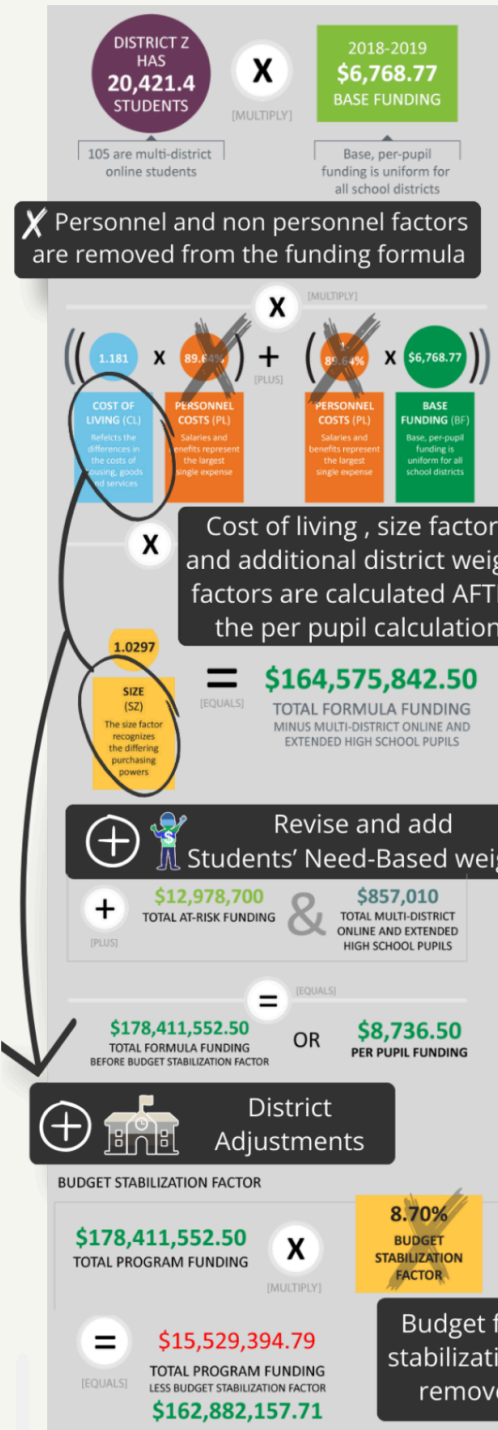 DISTRICT Z
HAS
20,421.4
STUDENTS
X
[MULTIPLY]
2018-2019
$6,768.77
BASE FUNDING
105 are multi-district
online students
Base, per-pupil
funding is uniform for
all school districts
X Personnel and non personnel factors
are removed from the funding formula
X
[MULTIPLY]
((
1.181
x
89.64%
)
+
[PLUS]
(
1-
89.64%
x
$6,768.77
))
COST OF
LIVING (CL)
Refelcts the
differences in
the costs of
housing, goods
and services
PERSONNEL
COSTS (PL)
Salaries and
benefits represent
the largest
single expense
PERSONNEL
COSTS (PL)
Salaries and
benefits represent
the largest
single expense
BASE
FUNDING (BF)
Base, per-pupil
funding is
uniform for all
school districts
X
Cost of living , size factor
and additional district weig
factors are calculated AFT
the per pupil calculation
1.0297
SIZE
(SZ)
The size factor
recognizes
the differing
purchasing
powers
=
[EQUALS]
$164,575,842.50
TOTAL FORMULA FUNDING
MINUS MULTI-DISTRICT ONLINE AND
EXTENDED HIGH SCHOOL PUPILS
+
$
Revise and add
Students' Need-Based weig
+
[PLUS]
$12,978,700
TOTAL AT-RISK FUNDING
&
$857,010
TOTAL MULTI-DISTRICT
ONLINE AND EXTENDED
HIGH SCHOOL PUPILS
=
[EQUALS]
$178,411,552.50
TOTAL FORMULA FUNDING
BEFORE BUDGET STABILIZATION FACTOR
OR
$8,736.50
PER PUPIL FUNDING
+
District
Adjustments
BUDGET STABILIZATION FACTOR
$178,411,552.50
TOTAL PROGRAM FUNDING
X
[MULTIPLY]
8.70%
BUDGET
STABILIZATION
FACTOR
=
[EQUALS]
$15,529,394.79
TOTAL PROGRAM FUNDING
LESS BUDGET STABILIZATION FACTOR
$162,882,157.71
Budget f
stabilizati
remove